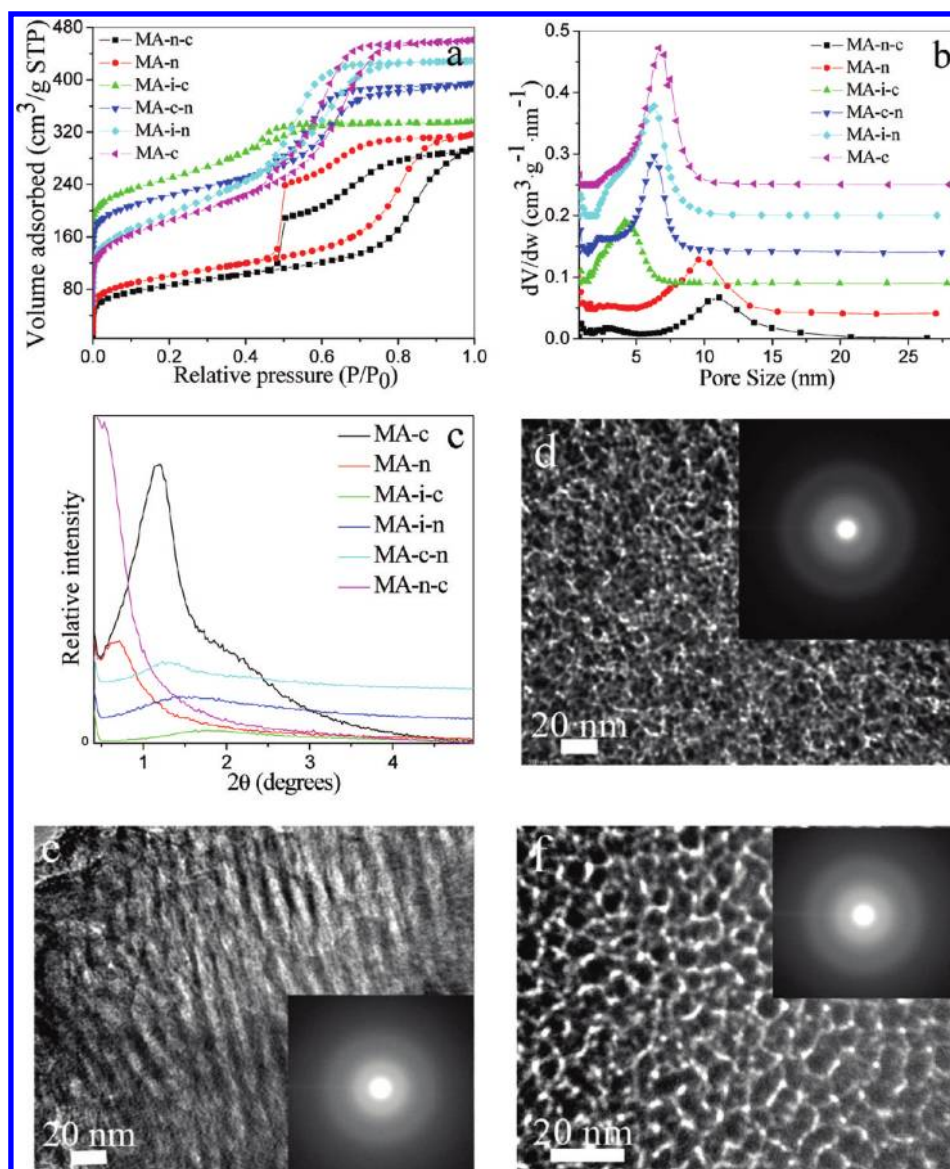 a
480
400
320
240
160
80
Volume adsorbed (cm³/g STP)
MA-n-c
MA-n
MA-i-c
MA-c-n
MA-i-n
MA-c
0.0 0.2 0.4 0.6 0.8 1.0
Relative pressure (P/P₀)
b
0.5
0.4
0.3
0.2
0.1
0.0
dV/dw (cm³·g⁻¹·nm⁻¹)
MA-n-c
MA-n
MA-i-c
MA-c-n
MA-i-n
MA-c
5 10 15 20 25
Pore Size (nm)
c
Relative intensity
0
MA-c
MA-n
MA-i-c
MA-i-n
MA-c-n
MA-n-c
1 2 3 4
2θ (degrees)
d
20 nm
e
20 nm
f
20 nm